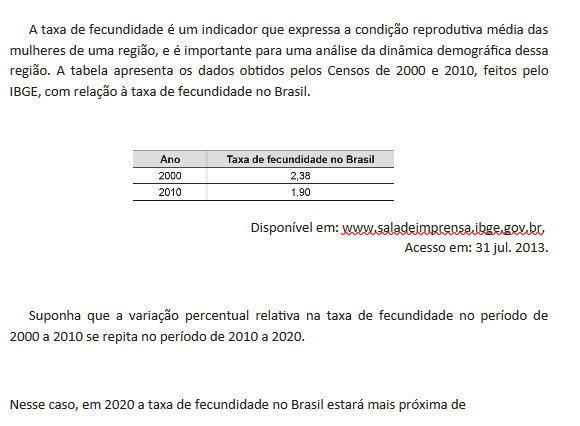 A taxa de fecundidade é um indicador que expressa a condição reprodutiva média das
mulheres de uma região, e é importante para uma análise da dinâmica demográfica dessa
região. A tabela apresenta os dados obtidos pelos Censos de 2000 e 2010, feitos pelo
IBGE, com relação à taxa de fecundidade no Brasil.
Ano Taxa de fecundidade no Brasil
2000 2,38
2010 1,90
Disponível em: www.saladeimprensa.ibge.gov.br.
Acesso em: 31 jul. 2013.
Suponha que a variação percentual relativa na taxa de fecundidade no período de
2000 a 2010 se repita no período de 2010 a 2020.
Nesse caso, em 2020 a taxa de fecundidade no Brasil estará mais próxima de